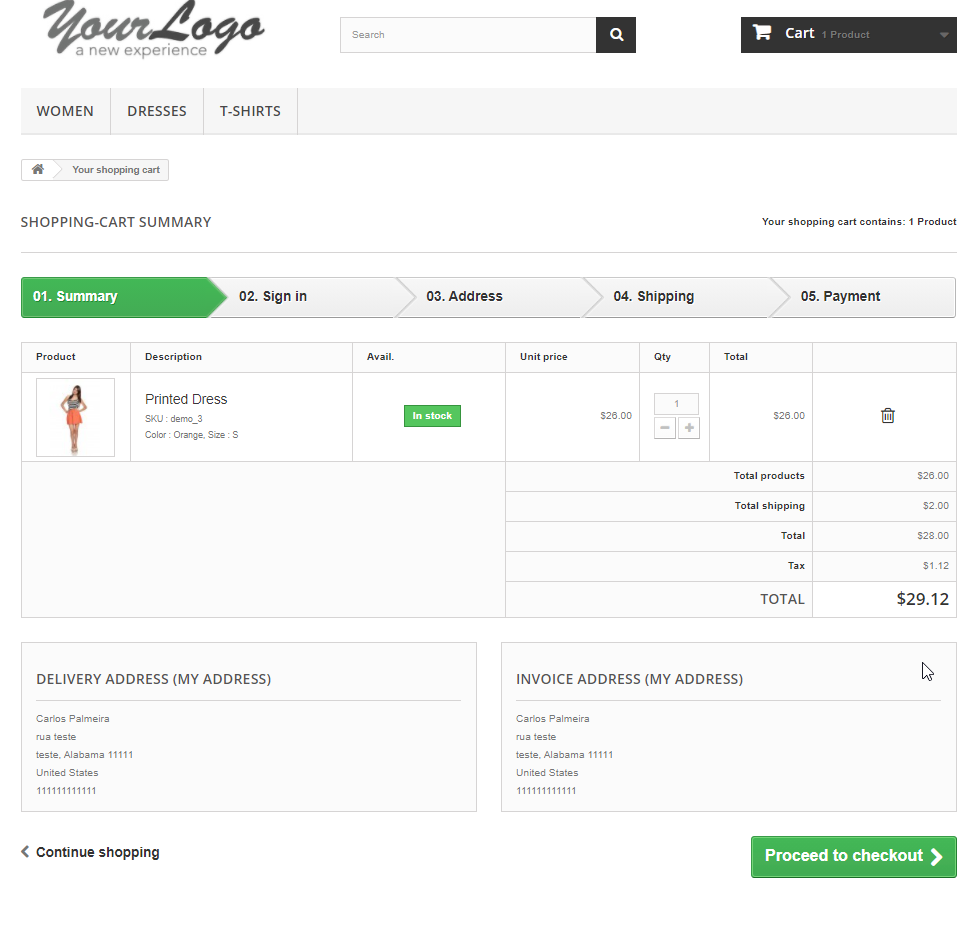 YourLogo
a new experience
Search
Cart 1 Product
WOMEN DRESSES T-SHIRTS
Your shopping cart
SHOPPING-CART SUMMARY
Your shopping cart contains: 1 Product
01. Summary 02. Sign in 03. Address 04. Shipping 05. Payment
Product Description Avail. Unit price Qty Total
Printed Dress
SKU : demo_3
Color : Orange, Size : S
In stock
$26.00
1
$26.00
Total products $26.00
Total shipping $2.00
Total $28.00
Tax $1.12
TOTAL $29.12
DELIVERY ADDRESS (MY ADDRESS)
Carlos Palmeira
rua teste
teste, Alabama 11111
United States
111111111111
INVOICE ADDRESS (MY ADDRESS)
Carlos Palmeira
rua teste
teste, Alabama 11111
United States
111111111111
Continue shopping
Proceed to checkout